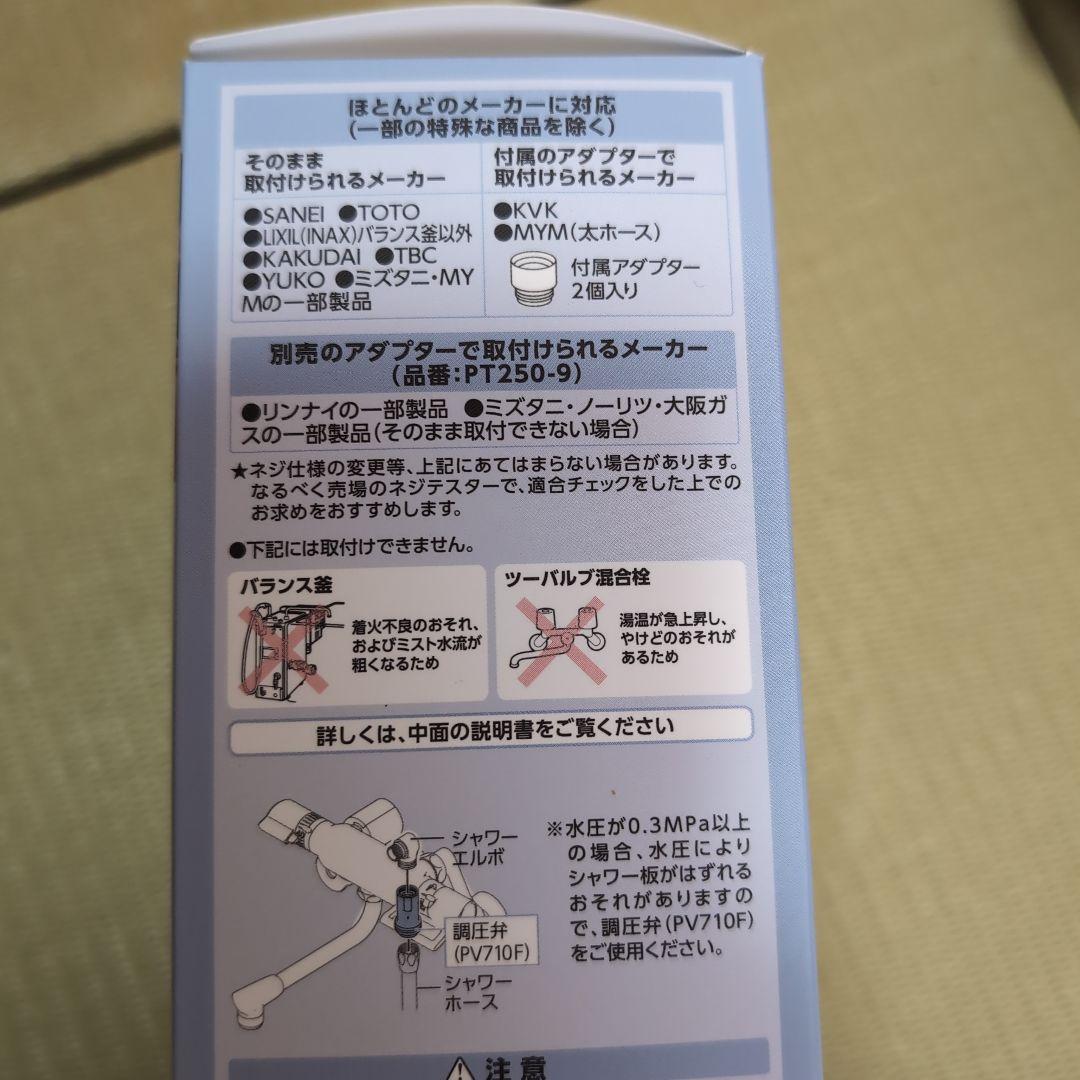 ほとんどのメーカーに対応
(一部の特殊な商品を除く)
そのまま
取付けられるメーカー
付属のアダプターで
取付けられるメーカー
●SANEI ●TOTO
●LIXIL(INAX)バランス釜以外
●KAKUDAI ●TBC
●YUKO ●ミズタニ・MY
Mの一部製品
●KVK
●MYM(太ホース)
付属アダプター
2個入り
別売のアダプターで取付けられるメーカー
(品番:PT250-9)
●リンナイの一部製品 ●ミズタニ・ノーリツ・大阪ガ
スの一部製品(そのまま取付できない場合)
★ネジ仕様の変更等、上記にあてはまらない場合があります。
なるべく売場のネジテスターで、適合チェックをした上での
お求めをおすすめします。
●下記には取付けできません。
バランス釜
着火不良のおそれ、
およびミスト水流が
粗くなるため
ツーバルブ混合栓
湯温が急上昇し、
やけどのおそれが
あるため
詳しくは、中面の説明書をご覧ください
シャワー
エルボ
調圧弁
(PV710F)
シャワー
ホース
※水圧が0.3MPa以上
の場合、水圧により
シャワー板がはずれる
おそれがありますの
で、調圧弁(PV710F)
をご使用ください。
注意